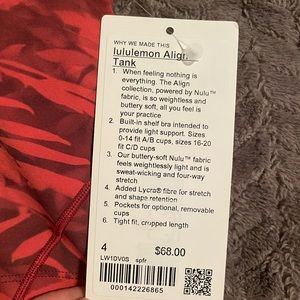 WHY WE MADE THIS
lululemon Align
Tank
1. When feeling nothing is
everything. The Align
collection, powered by Nulu™
fabric, is so weightless and
buttery soft, all you feel is
your practice
2. Built-in shelf bra intended to
provide light support. Sizes
0-14 fit A/B cups, sizes 16-20
fit C/D cups
3. Our buttery-soft Nulu™ fabric
feels weightlessly light and is
sweat-wicking and four-way
stretch
4. Added Lycra® fibre for stretch
and shape retention
5. Pockets for optional, removable
cups
6. Tight fit, cropped length
4 $68.00
LW1DV0S spfr
000142226865